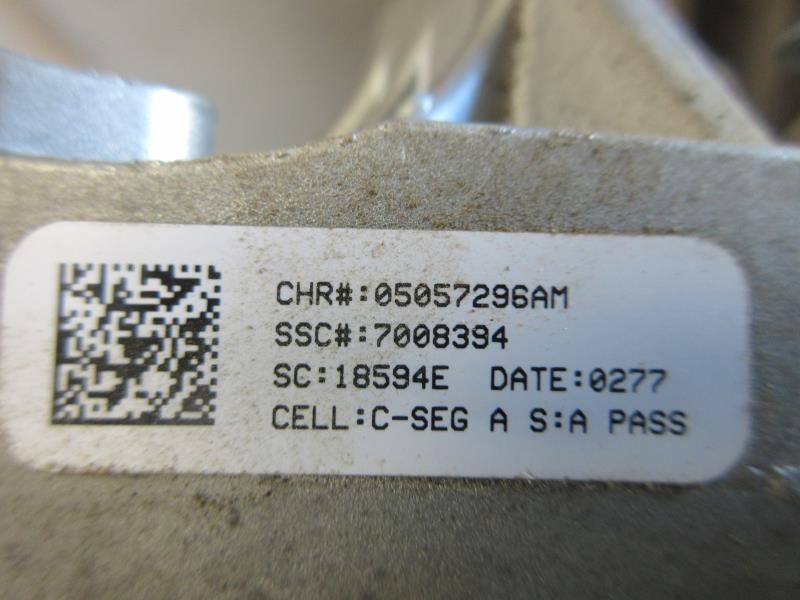 CHR#:05057296AM
SSC#:7008394
SC:18594E DATE:0277
CELL:C-SEG A S:A PASS